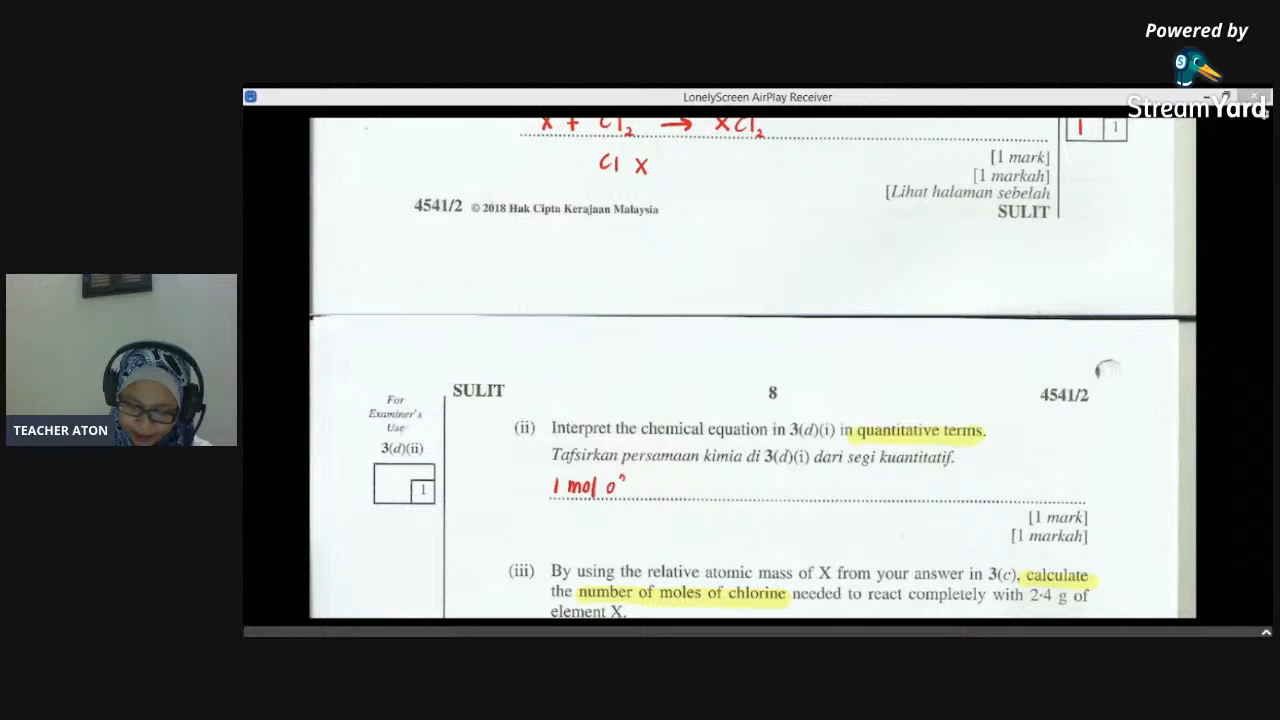 Powered by
StreamYard
LonelyScreen AirPlay Receiver
X + Cl2 → XCl2
1 1
Cl X
[1 mark]
[1 markah]
[Lihat halaman sebelah
4541/2 © 2018 Hak Cipta Kerajaan Malaysia
SULIT
TEACHER ATON
For
Examiner's
Use
3(d)(ii)
1
SULIT 8 4541/2
(ii) Interpret the chemical equation in 3(d)(i) in quantitative terms.
Tafsirkan persamaan kimia di 3(d)(i) dari segi kuantitatif.
1 mol
[1 mark]
[1 markah]
(iii) By using the relative atomic mass of X from your answer in 3(c), calculate
the number of moles of chlorine needed to react completely with 2·4 g of
element X.